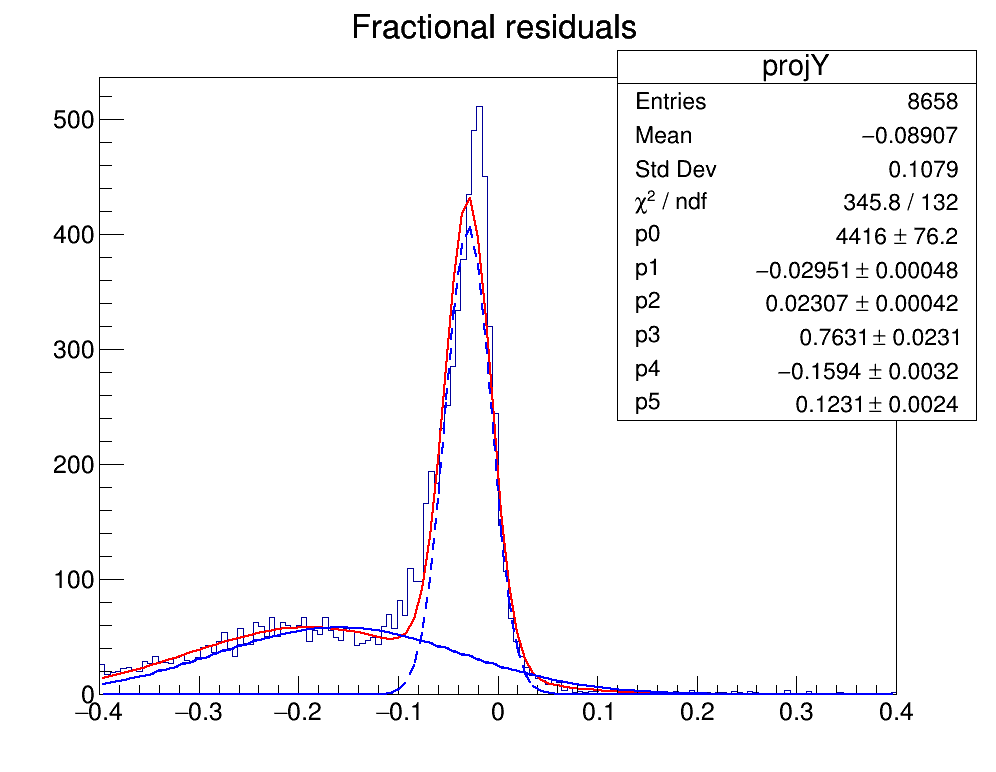 Fractional residuals
projY
Entries 8658
Mean −0.08907
Std Dev 0.1079
χ² / ndf 345.8 / 132
p0 4416 ± 76.2
p1 −0.02951 ± 0.00048
p2 0.02307 ± 0.00042
p3 0.7631 ± 0.0231
p4 −0.1594 ± 0.0032
p5 0.1231 ± 0.0024
500
400
300
200
100
0
−0.4 −0.3 −0.2 −0.1 0 0.1 0.2 0.3 0.4